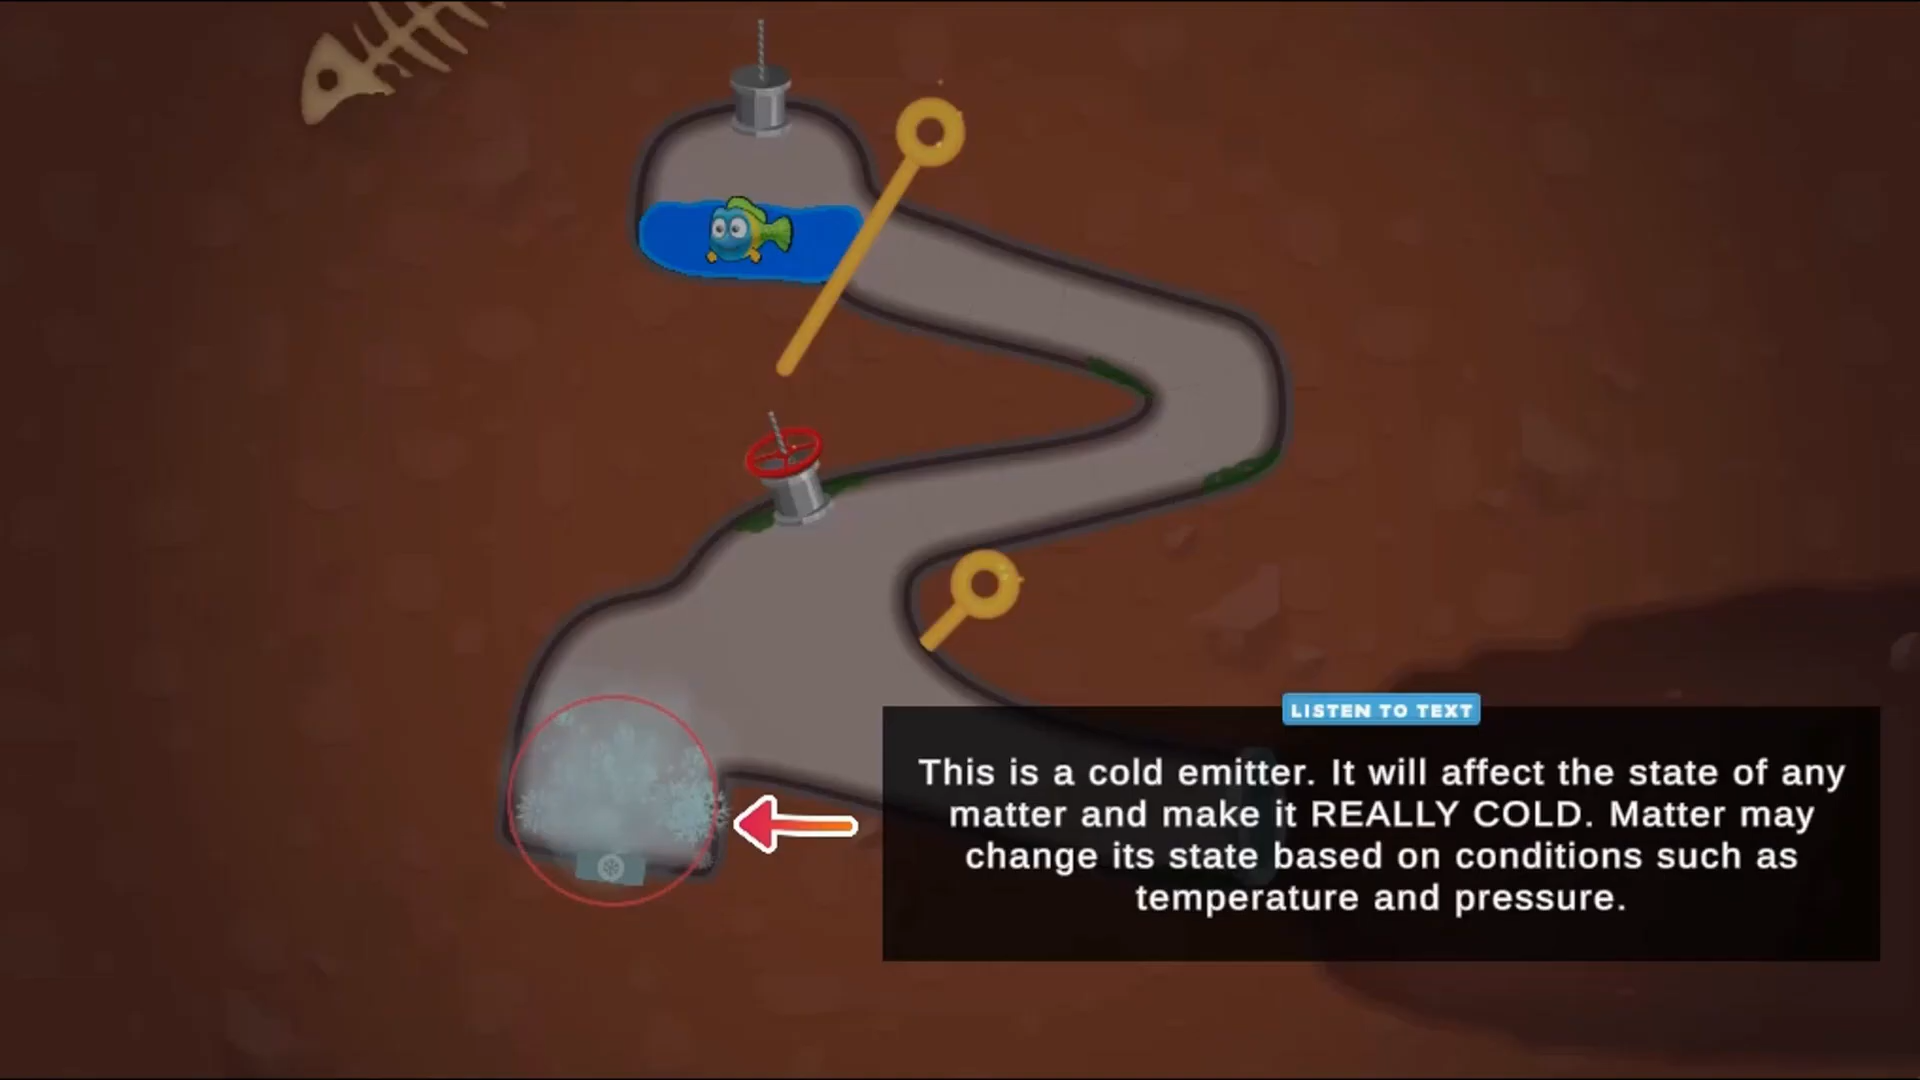 LISTEN TO TEXT
This is a cold emitter. It will affect the state of any
matter and make it REALLY COLD. Matter may
change its state based on conditions such as
temperature and pressure.